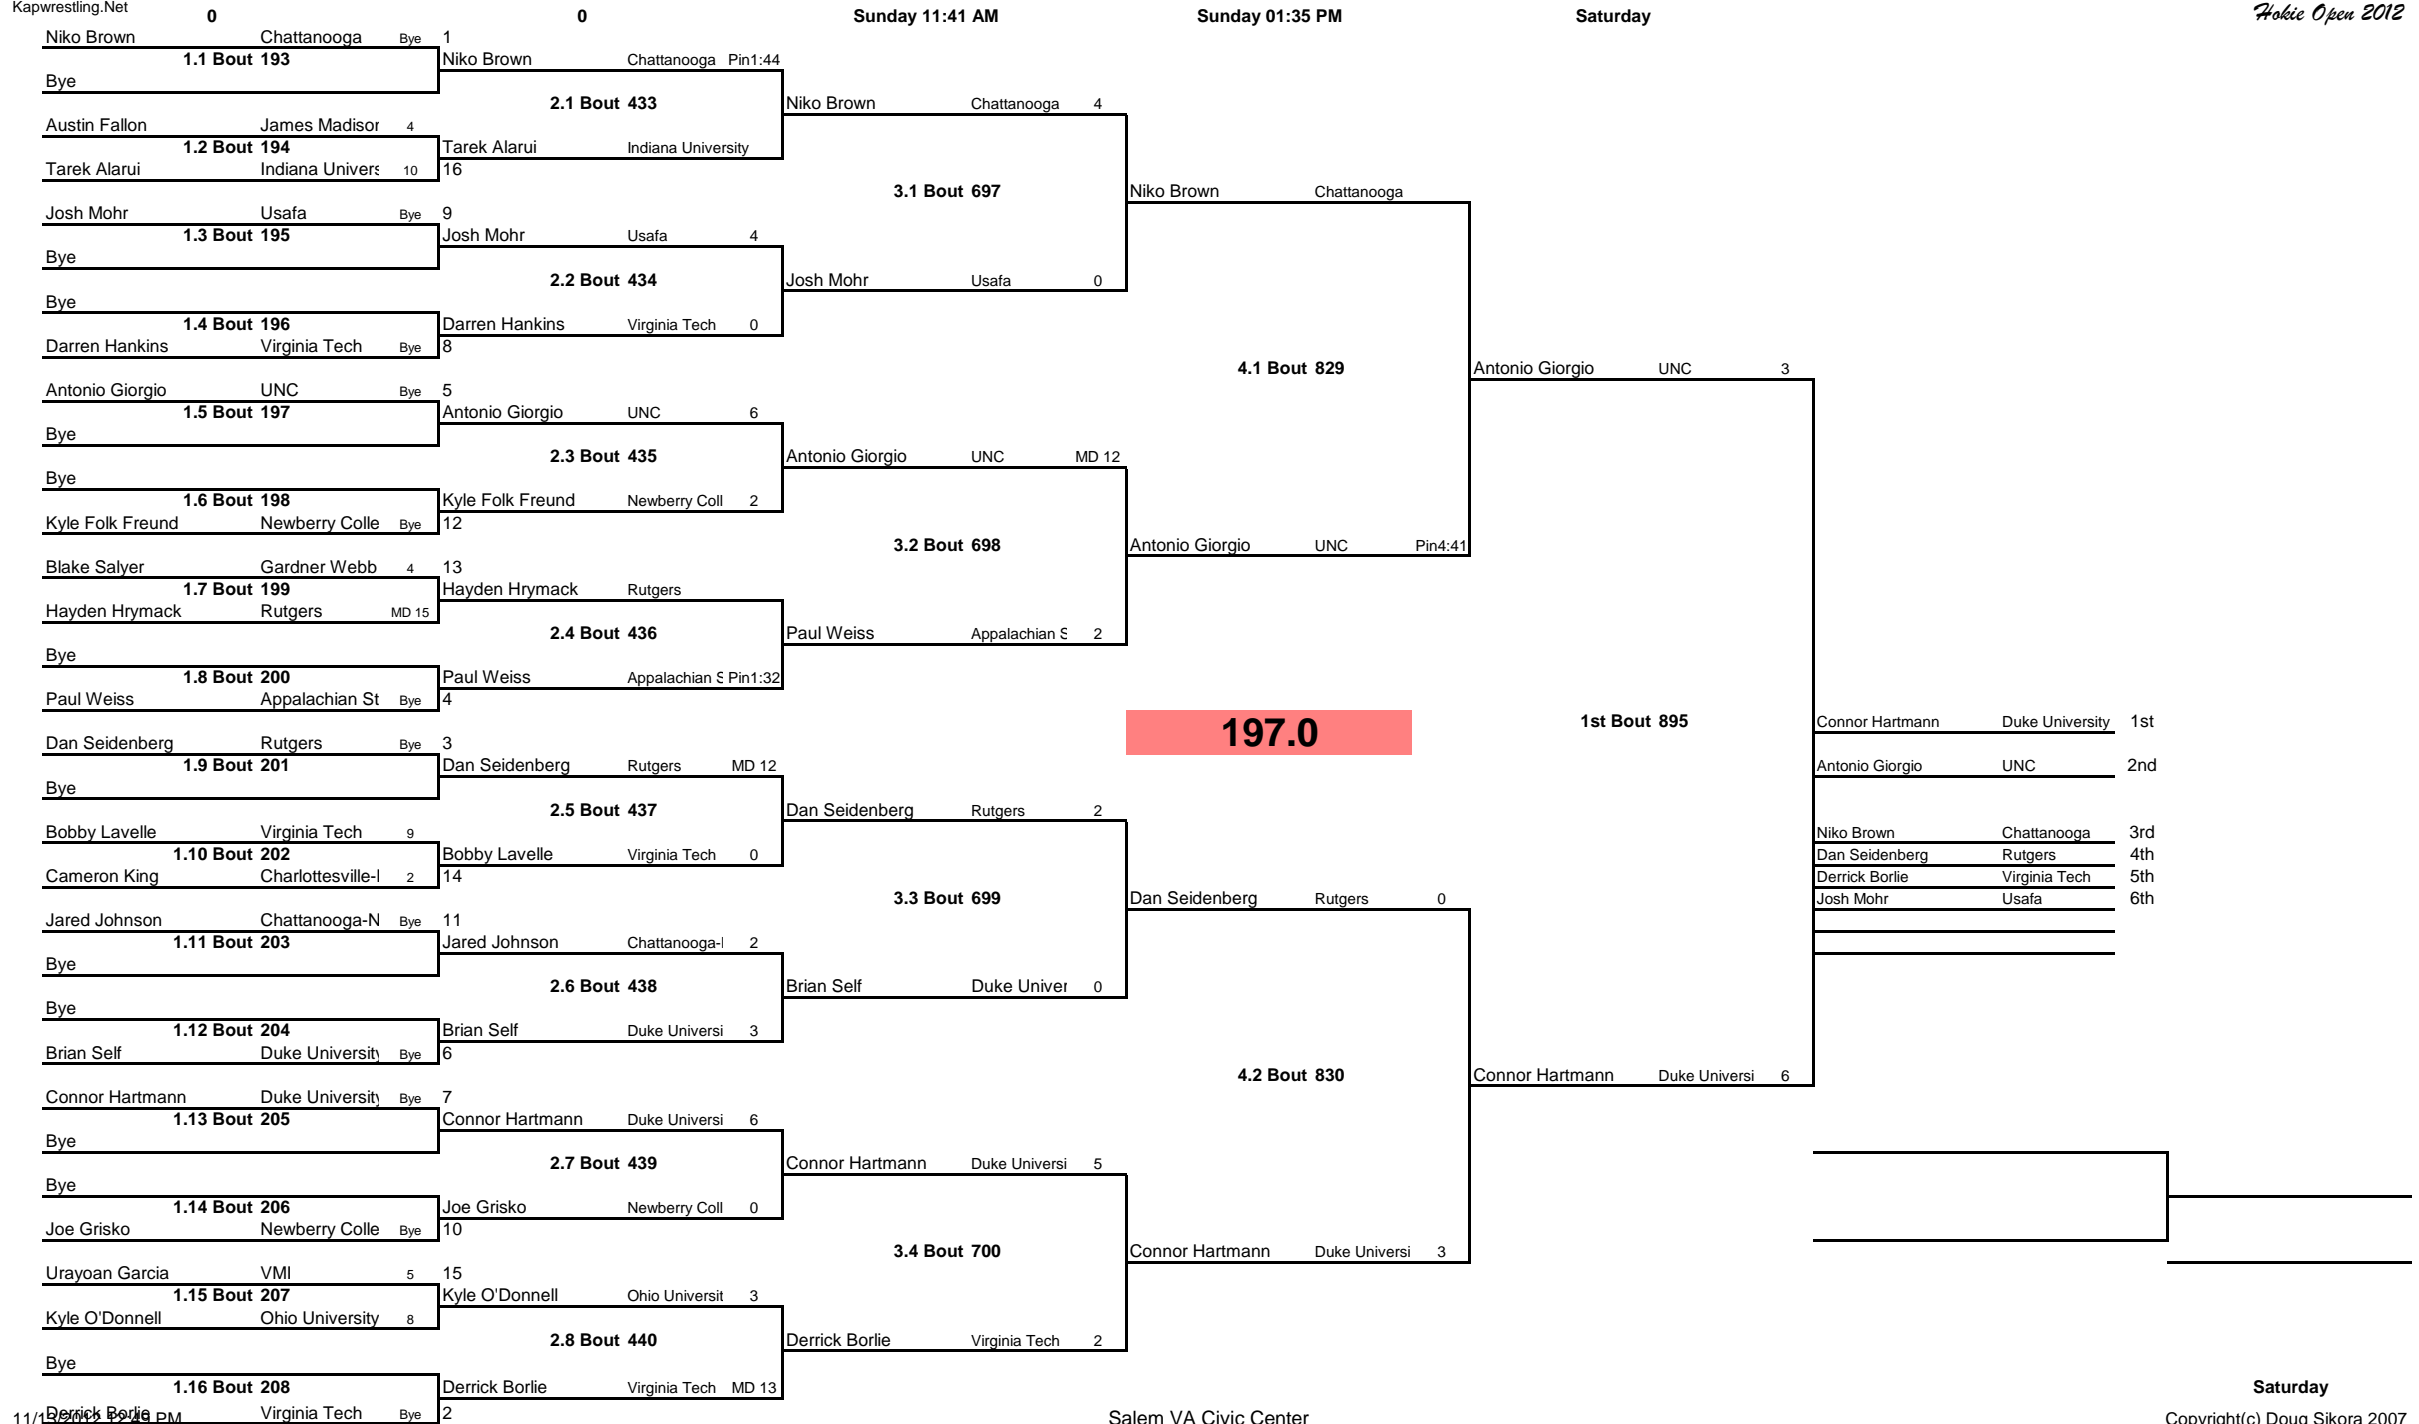 Kapwrestling.Net
0 0 Sunday 11:41 AM Sunday 01:35 PM Saturday Hokie Open 2012
Niko Brown Chattanooga Bye 1
1.1 Bout 193 Niko Brown Chattanooga Pin1:44
Bye
2.1 Bout 433 Niko Brown Chattanooga 4
Austin Fallon James Madisor 4
1.2 Bout 194 Tarek Alarui Indiana University
Tarek Alarui Indiana Univers 10 16
3.1 Bout 697 Niko Brown Chattanooga
Josh Mohr Usafa Bye 9
1.3 Bout 195 Josh Mohr Usafa 4
Bye
2.2 Bout 434 Josh Mohr Usafa 0
Bye
1.4 Bout 196 Darren Hankins Virginia Tech 0
Darren Hankins Virginia Tech Bye 8
4.1 Bout 829 Antonio Giorgio UNC 3
Antonio Giorgio UNC Bye 5
1.5 Bout 197 Antonio Giorgio UNC 6
Bye
2.3 Bout 435 Antonio Giorgio UNC MD 12
Bye
1.6 Bout 198 Kyle Folk Freund Newberry Coll 2
Kyle Folk Freund Newberry Colle Bye 12
3.2 Bout 698 Antonio Giorgio UNC Pin4:41
Blake Salyer Gardner Webb 4 13
1.7 Bout 199 Hayden Hrymack Rutgers
Hayden Hrymack Rutgers MD 15
2.4 Bout 436 Paul Weiss Appalachian S 2
Bye
1.8 Bout 200 Paul Weiss Appalachian S Pin1:32
Paul Weiss Appalachian St Bye 4
197.0 1st Bout 895 Connor Hartmann Duke University 1st
Dan Seidenberg Rutgers Bye 3
1.9 Bout 201 Dan Seidenberg Rutgers MD 12 Antonio Giorgio UNC 2nd
Bye
2.5 Bout 437 Dan Seidenberg Rutgers 2
Bobby Lavelle Virginia Tech 9 Niko Brown Chattanooga 3rd
1.10 Bout 202 Bobby Lavelle Virginia Tech 0 Dan Seidenberg Rutgers 4th
Cameron King Charlottesville-I 2 14 Derrick Borlie Virginia Tech 5th
3.3 Bout 699 Dan Seidenberg Rutgers 0 Josh Mohr Usafa 6th
Jared Johnson Chattanooga-N Bye 11
1.11 Bout 203 Jared Johnson Chattanooga-I 2
Bye
2.6 Bout 438 Brian Self Duke Univer 0
Bye
1.12 Bout 204 Brian Self Duke Universi 3
Brian Self Duke University Bye 6
4.2 Bout 830 Connor Hartmann Duke Universi 6
Connor Hartmann Duke University Bye 7
1.13 Bout 205 Connor Hartmann Duke Universi 6
Bye
2.7 Bout 439 Connor Hartmann Duke Universi 5
Bye
1.14 Bout 206 Joe Grisko Newberry Coll 0
Joe Grisko Newberry Colle Bye 10
3.4 Bout 700 Connor Hartmann Duke Universi 3
Urayoan Garcia VMI 5 15
1.15 Bout 207 Kyle O'Donnell Ohio Universit 3
Kyle O'Donnell Ohio University 8
2.8 Bout 440 Derrick Borlie Virginia Tech 2
Bye
1.16 Bout 208 Derrick Borlie Virginia Tech MD 13 Saturday
Derrick Borlie Virginia Tech Bye 2
11/13/2012 12:49 PM Salem VA Civic Center Copyright(c) Doug Sikora 2007